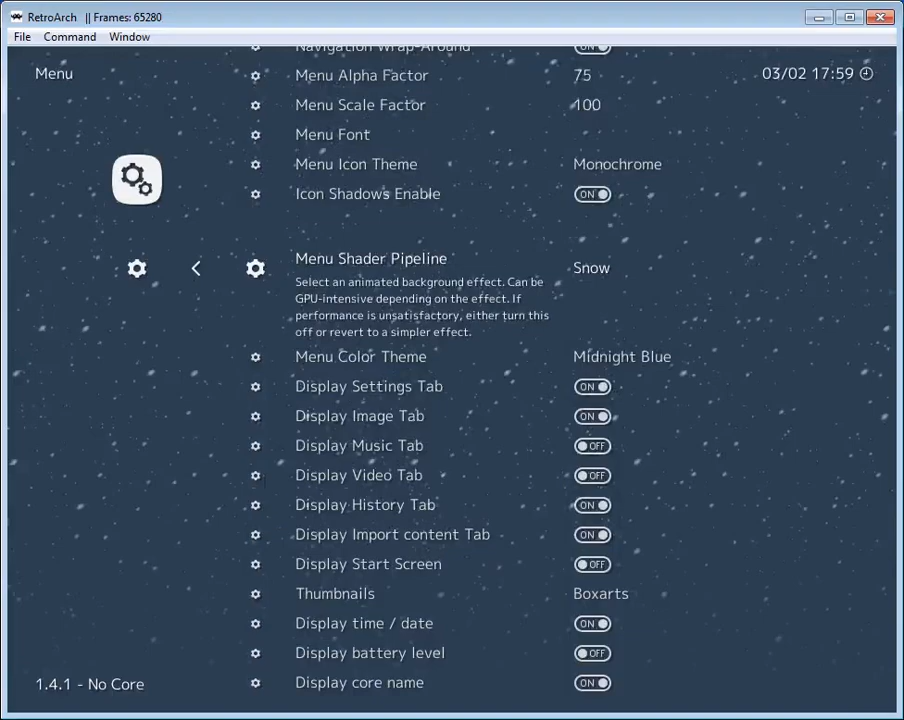 RetroArch || Frames: 65280
File Command Window
Navigation Wrap-Around ON
Menu
Menu Alpha Factor 75
03/02 17:59
Menu Scale Factor 100
Menu Font
Menu Icon Theme Monochrome
Icon Shadows Enable ON
Menu Shader Pipeline
Snow
Select an animated background effect. Can be
GPU-intensive depending on the effect. If
performance is unsatisfactory, either turn this
off or revert to a simpler effect.
Menu Color Theme Midnight Blue
Display Settings Tab ON
Display Image Tab ON
Display Music Tab OFF
Display Video Tab OFF
Display History Tab ON
Display Import content Tab ON
Display Start Screen OFF
Thumbnails Boxarts
Display time / date ON
Display battery level OFF
Display core name ON
1.4.1 - No Core